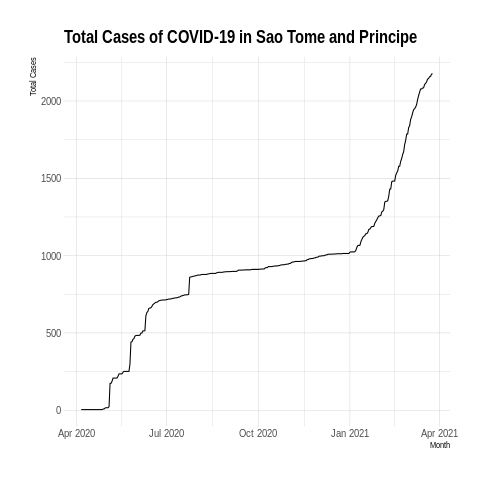 Total Cases of COVID-19 in Sao Tome and Principe
Total Cases
2000
1500
1000
500
0
Apr 2020
Jul 2020
Oct 2020
Jan 2021
Apr 2021
Month